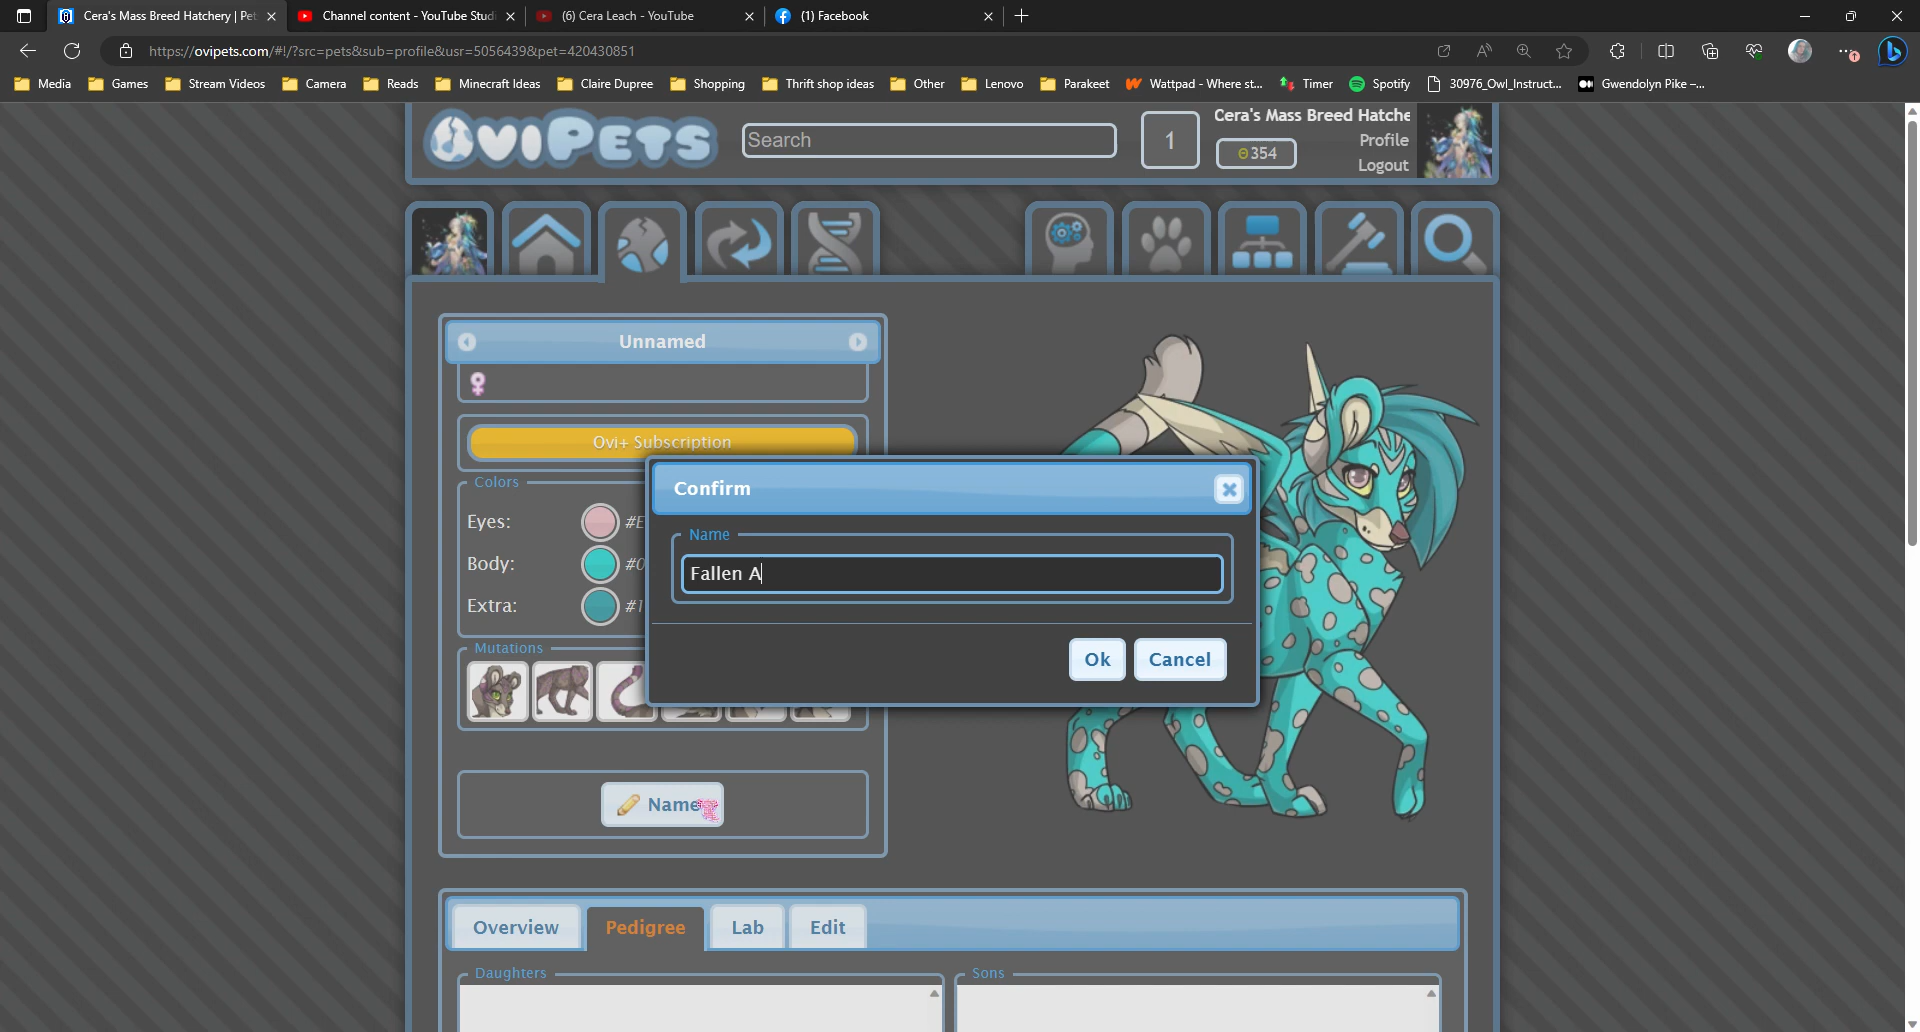 Cera's Mass Breed Hatchery | Pet
Channel content - YouTube Studi
(6) Cera Leach - YouTube
(1) Facebook
https://ovipets.com/#!/?src=pets&sub=profile&usr=5056439&pet=420430851
Media
Games
Stream Videos
Camera
Reads
Minecraft Ideas
Claire Dupree
Shopping
Thrift shop ideas
Other
Lenovo
Parakeet
Wattpad - Where st...
Timer
Spotify
30976_Owl_Instruct...
Gwendolyn Pike –...
OviPets
Search
1
Cera's Mass Breed Hatche
354
Profile
Logout
Unnamed
Ovi+ Subscription
Colors
Eyes: #E
Body: #0
Extra: #1
Mutations
Confirm
Name
Fallen A
Ok
Cancel
Name
Overview
Pedigree
Lab
Edit
Daughters
Sons